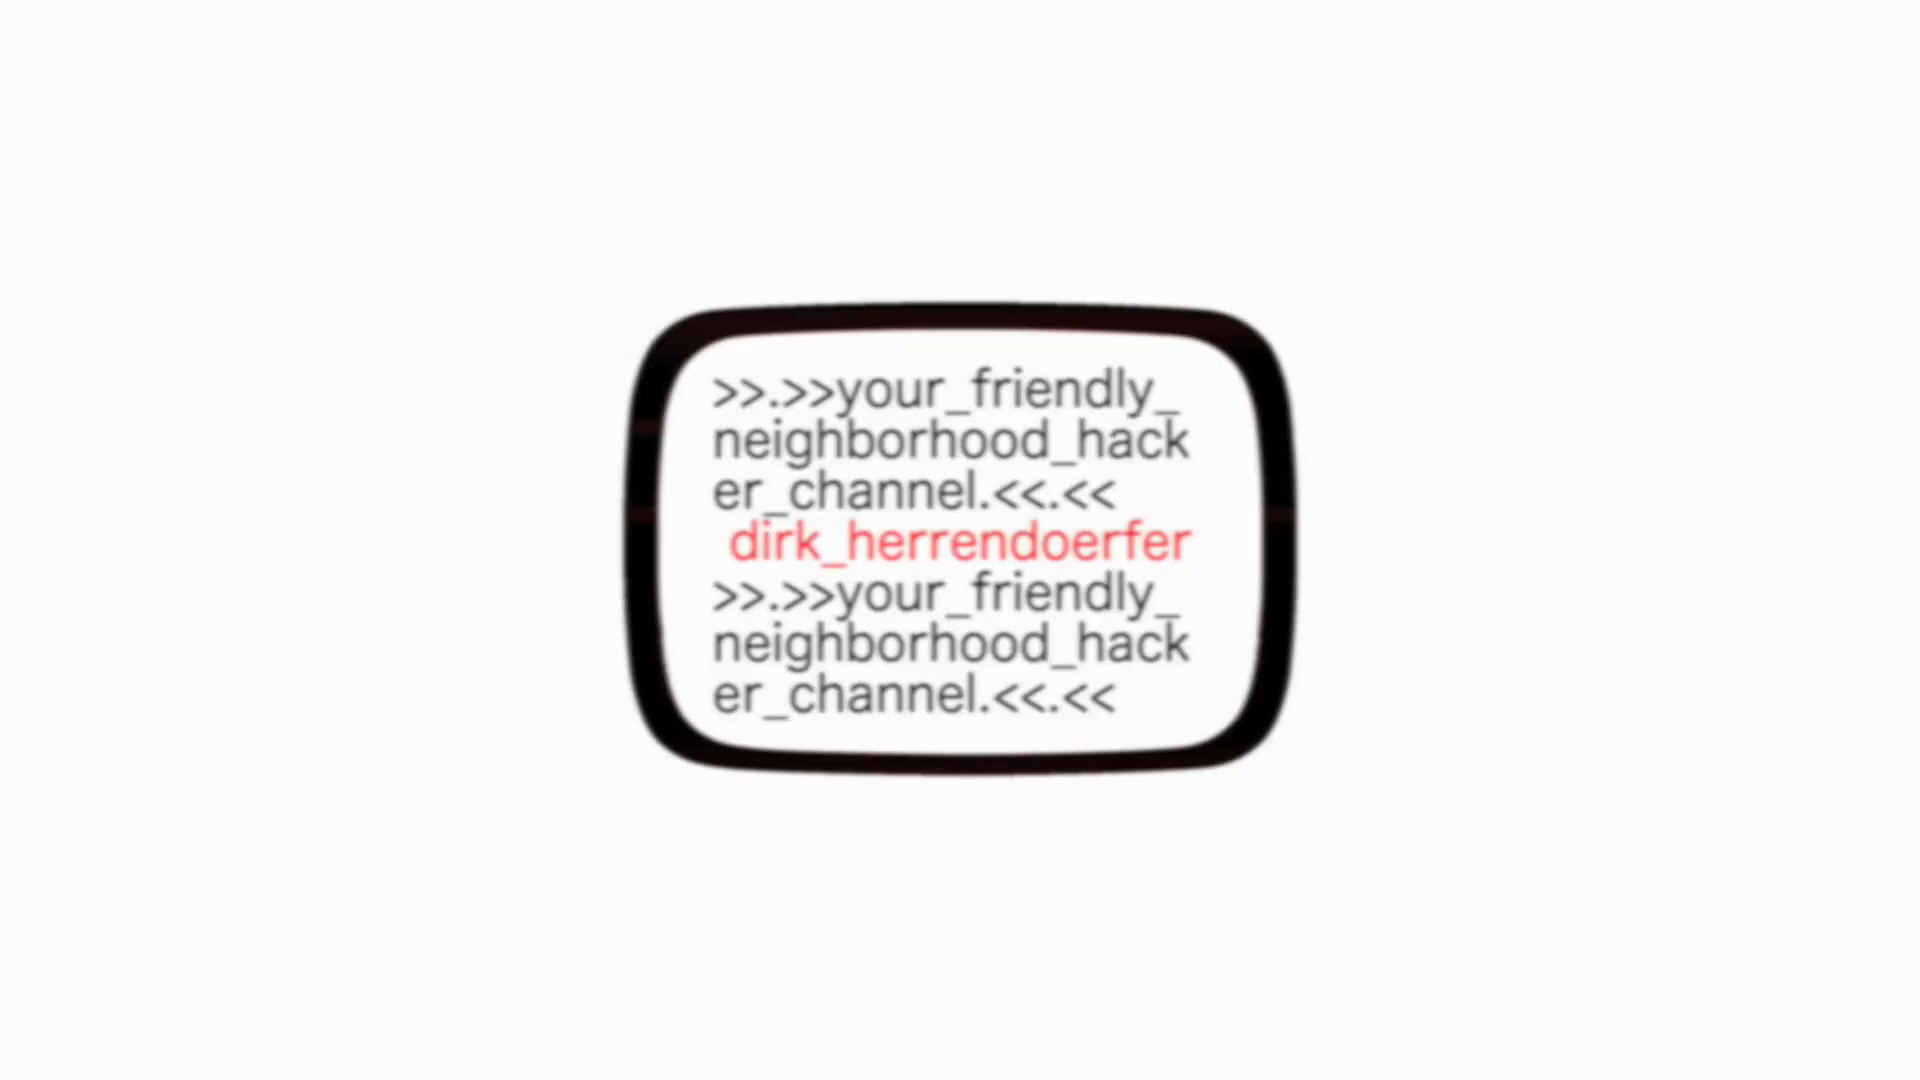 >>.>>your_friendly_
neighborhood_hack
er_channel.<<.<<
dirk_herrendoerfer
>>.>>your_friendly_
neighborhood_hack
er_channel.<<.<<